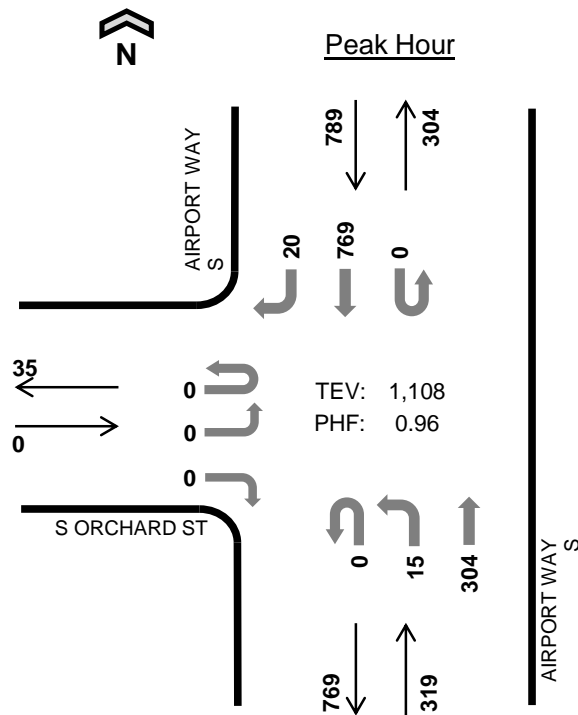 N
Peak Hour
789
304
AIRPORT WAY
S
20
769
0
35
0
0
0
0
TEV: 1,108
PHF: 0.96
S ORCHARD ST
0
15
304
AIRPORT WAY
S
769
319